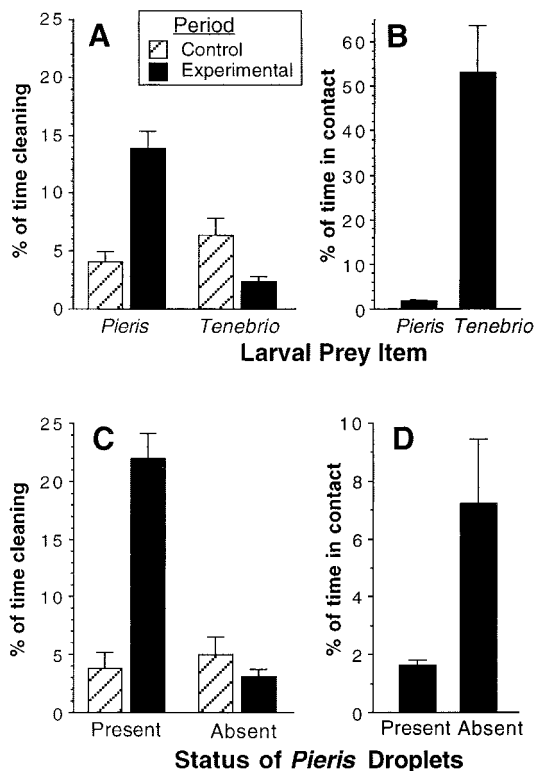 A
Period
Control
Experimental
% of time cleaning
25
20
15
10
5
0
Pieris Tenebrio
B
% of time in contact
60
50
40
30
20
10
0
Pieris Tenebrio
Larval Prey Item
C
% of time cleaning
25
20
15
10
5
0
Present Absent
D
% of time in contact
10
8
6
4
2
0
Present Absent
Status of Pieris Droplets